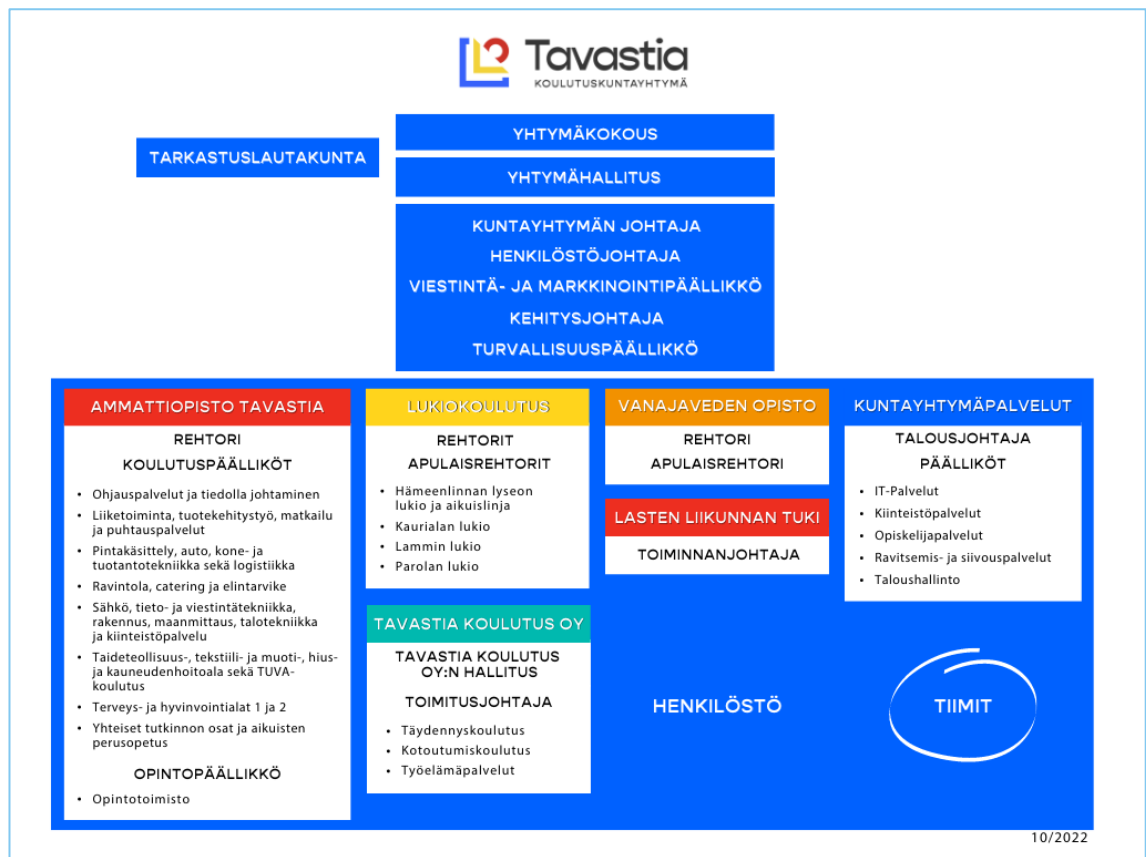 Tavastia
KOULUTUSKUNTAYHTYMÄ
YHTYMÄKOKOUS
TARKASTUSLAUTAKUNTA
YHTYMÄHALLITUS
KUNTAYHTYMÄN JOHTAJA
HENKILÖSTÖJOHTAJA
VIESTINTÄ- JA MARKKINOINTIPÄÄLLIKKÖ
KEHITYSJOHTAJA
TURVALLISUUSPÄÄLLIKKÖ
AMMATTIOPISTO TAVASTIA
REHTORI
KOULUTUSPÄÄLLIKÖT
• Ohjauspalvelut ja tiedolla johtaminen
• Liiketoiminta, tuotekehitystyö, matkailu
ja puhtauspalvelut
• Pintakäsittely, auto, kone- ja
tuotantotekniikka sekä logistiikka
• Ravintola, catering ja elintarvike
• Sähkö, tieto- ja viestintätekniikka,
rakennus, maanmittaus, talotekniikka
ja kiinteistöpalvelu
• Taideteollisuus-, tekstiili- ja muoti-, hius-
ja kauneudenhoitoala sekä TUVA-
koulutus
• Terveys- ja hyvinvointialat 1 ja 2
• Yhteiset tutkinnon osat ja aikuisten
perusopetus
OPINTOPÄÄLLIKKÖ
• Opintotoimisto
LUKIOKOULUTUS
REHTORIT
APULAISREHTORIT
• Hämeenlinnan lyseon
lukio ja aikuislinja
• Kaurialan lukio
• Lammin lukio
• Parolan lukio
TAVASTIA KOULUTUS OY
TAVASTIA KOULUTUS
OY:N HALLITUS
TOIMITUSJOHTAJA
• Täydennyskoulutus
• Kotoutumiskoulutus
• Työelämäpalvelut
VANAJAVEDEN OPISTO
REHTORI
APULAISREHTORI
LASTEN LIIKUNNAN TUKI
TOIMINNANJOHTAJA
KUNTAYHTYMÄPALVELUT
TALOUSJOHTAJA
PÄÄLLIKÖT
• IT-Palvelut
• Kiinteistöpalvelut
• Opiskelijapalvelut
• Ravitsemis- ja siivouspalvelut
• Taloushallinto
HENKILÖSTÖ
TIIMIT
10/2022